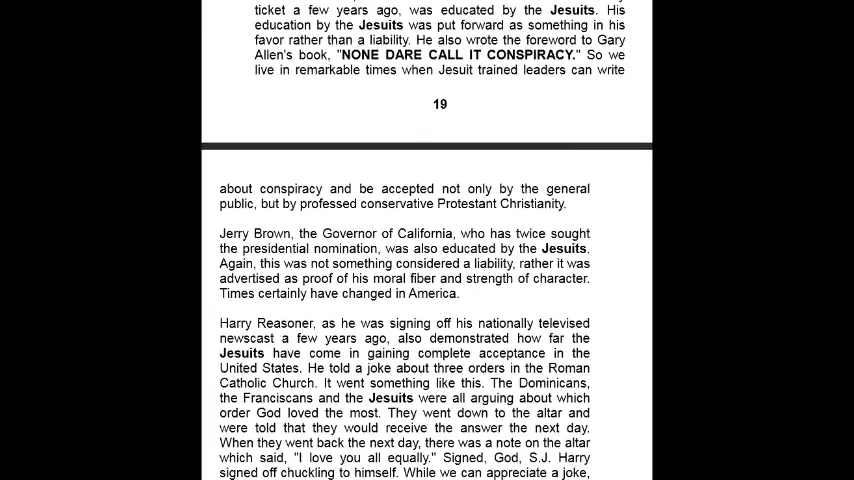 ticket a few years ago, was educated by the Jesuits. His
education by the Jesuits was put forward as something in his
favor rather than a liability. He also wrote the foreword to Gary
Allen's book, "NONE DARE CALL IT CONSPIRACY." So we
live in remarkable times when Jesuit trained leaders can write
19
about conspiracy and be accepted not only by the general
public, but by professed conservative Protestant Christianity.
Jerry Brown, the Governor of California, who has twice sought
the presidential nomination, was also educated by the Jesuits.
Again, this was not something considered a liability, rather it was
advertised as proof of his moral fiber and strength of character.
Times certainly have changed in America.
Harry Reasoner, as he was signing off his nationally televised
newscast a few years ago, also demonstrated how far the
Jesuits have come in gaining complete acceptance in the
United States. He told a joke about three orders in the Roman
Catholic Church. It went something like this. The Dominicans,
the Franciscans and the Jesuits were all arguing about which
order God loved the most. They went down to the altar and
were told that they would receive the answer the next day.
When they went back the next day, there was a note on the altar
which said, "I love you all equally." Signed, God, S.J. Harry
signed off chuckling to himself. While we can appreciate a joke,